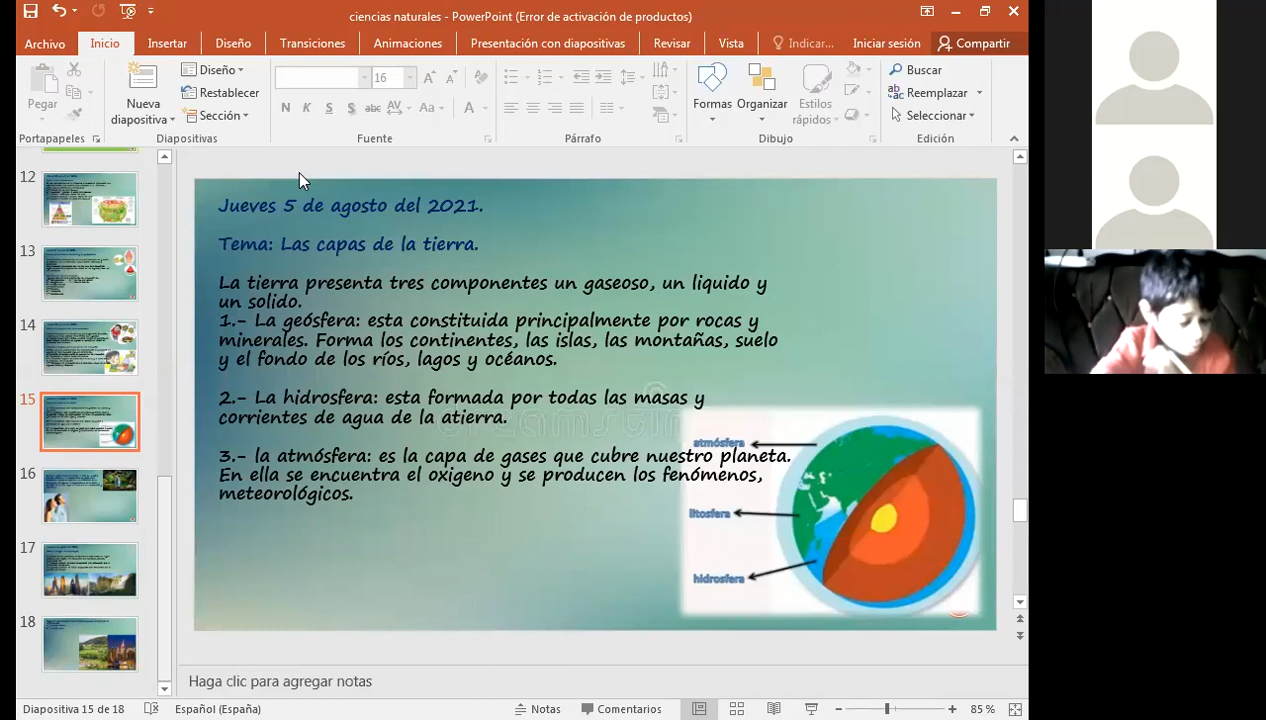 ciencias naturales - PowerPoint (Error de activación de productos)
Archivo Inicio Insertar Diseño Transiciones Animaciones Presentación con diapositivas Revisar Vista Indicar... Iniciar sesión Compartir
Pegar
Nueva diapositiva
Diseño
Restablecer
Sección
16
N K S S abc AV Aa A
Formas Organizar Estilos rápidos
Buscar
Reemplazar
Seleccionar
Portapapeles Diapositivas Fuente Párrafo Dibujo Edición
12
13
14
15
16
17
18
Jueves 5 de agosto del 2021.
Tema: Las capas de la tierra.
La tierra presenta tres componentes un gaseoso, un liquido y
un solido.
1.- La geósfera: esta constituida principalmente por rocas y
minerales. Forma los continentes, las islas, las montañas, suelo
y el fondo de los ríos, lagos y océanos.
2.- La hidrosfera: esta formada por todas las masas y
corrientes de agua de la atierra.
3.- la atmósfera: es la capa de gases que cubre nuestro planeta.
En ella se encuentra el oxigeno y se producen los fenómenos,
meteorológicos.
atmósfera
litosfera
hidrosfera
Haga clic para agregar notas
Diapositiva 15 de 18 Español (España) Notas Comentarios 85 %